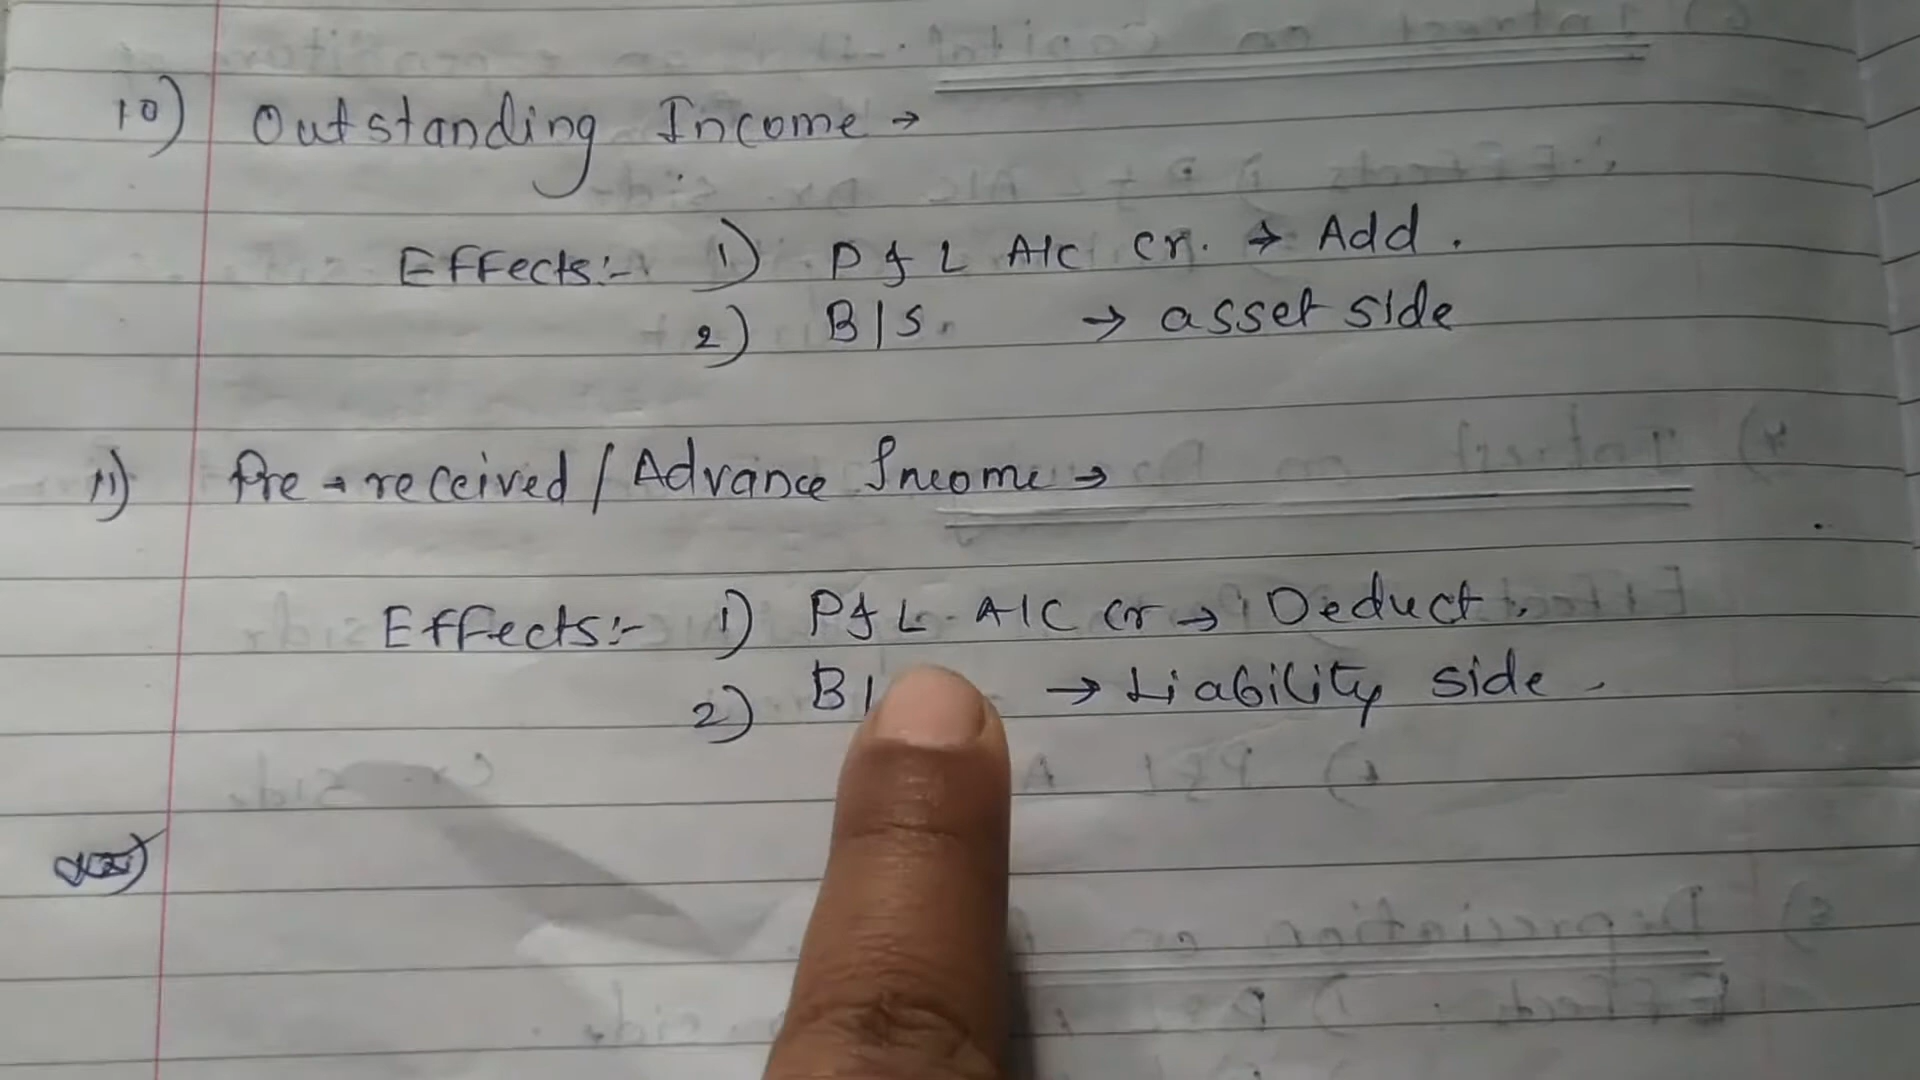 10) Outstanding Income →
Effects:- 1) P & L A/c cr. → Add.
2) B/S. → asset side
11) Pre-received / Advance Income →
Effects:- 1) P & L A/C cr → Deduct.
2) B/ → Liability side.